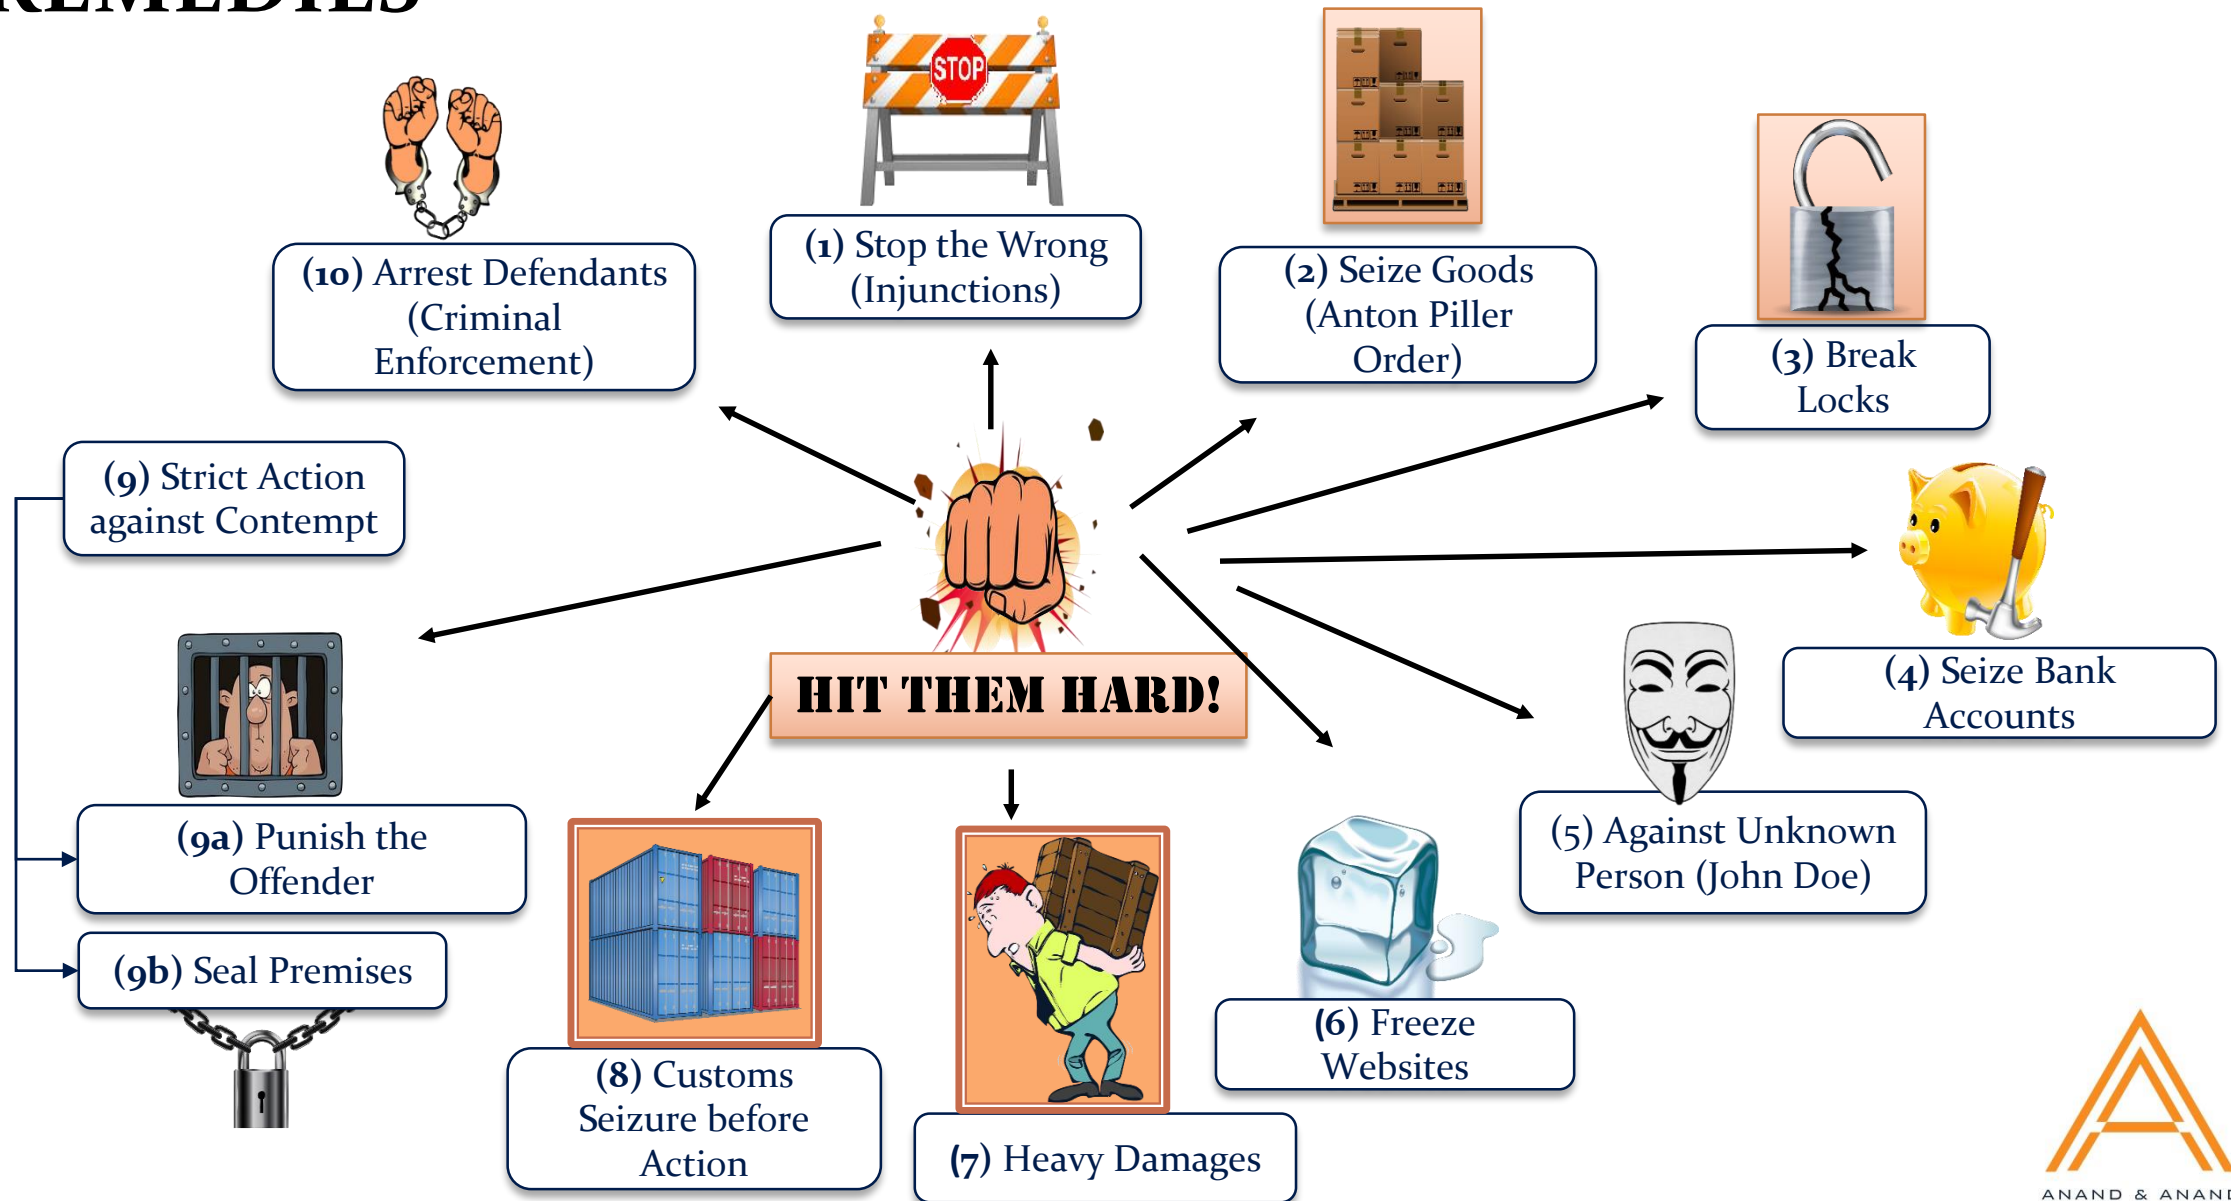 REMEDIES
STOP
(1) Stop the Wrong
(Injunctions)
(2) Seize Goods
(Anton Piller
Order)
(3) Break
Locks
(4) Seize Bank
Accounts
(5) Against Unknown
Person (John Doe)
(6) Freeze
Websites
(7) Heavy Damages
(8) Customs
Seizure before
Action
(9) Strict Action
against Contempt
(9a) Punish the
Offender
(9b) Seal Premises
(10) Arrest Defendants
(Criminal
Enforcement)
HIT THEM HARD!
ANAND & ANAND